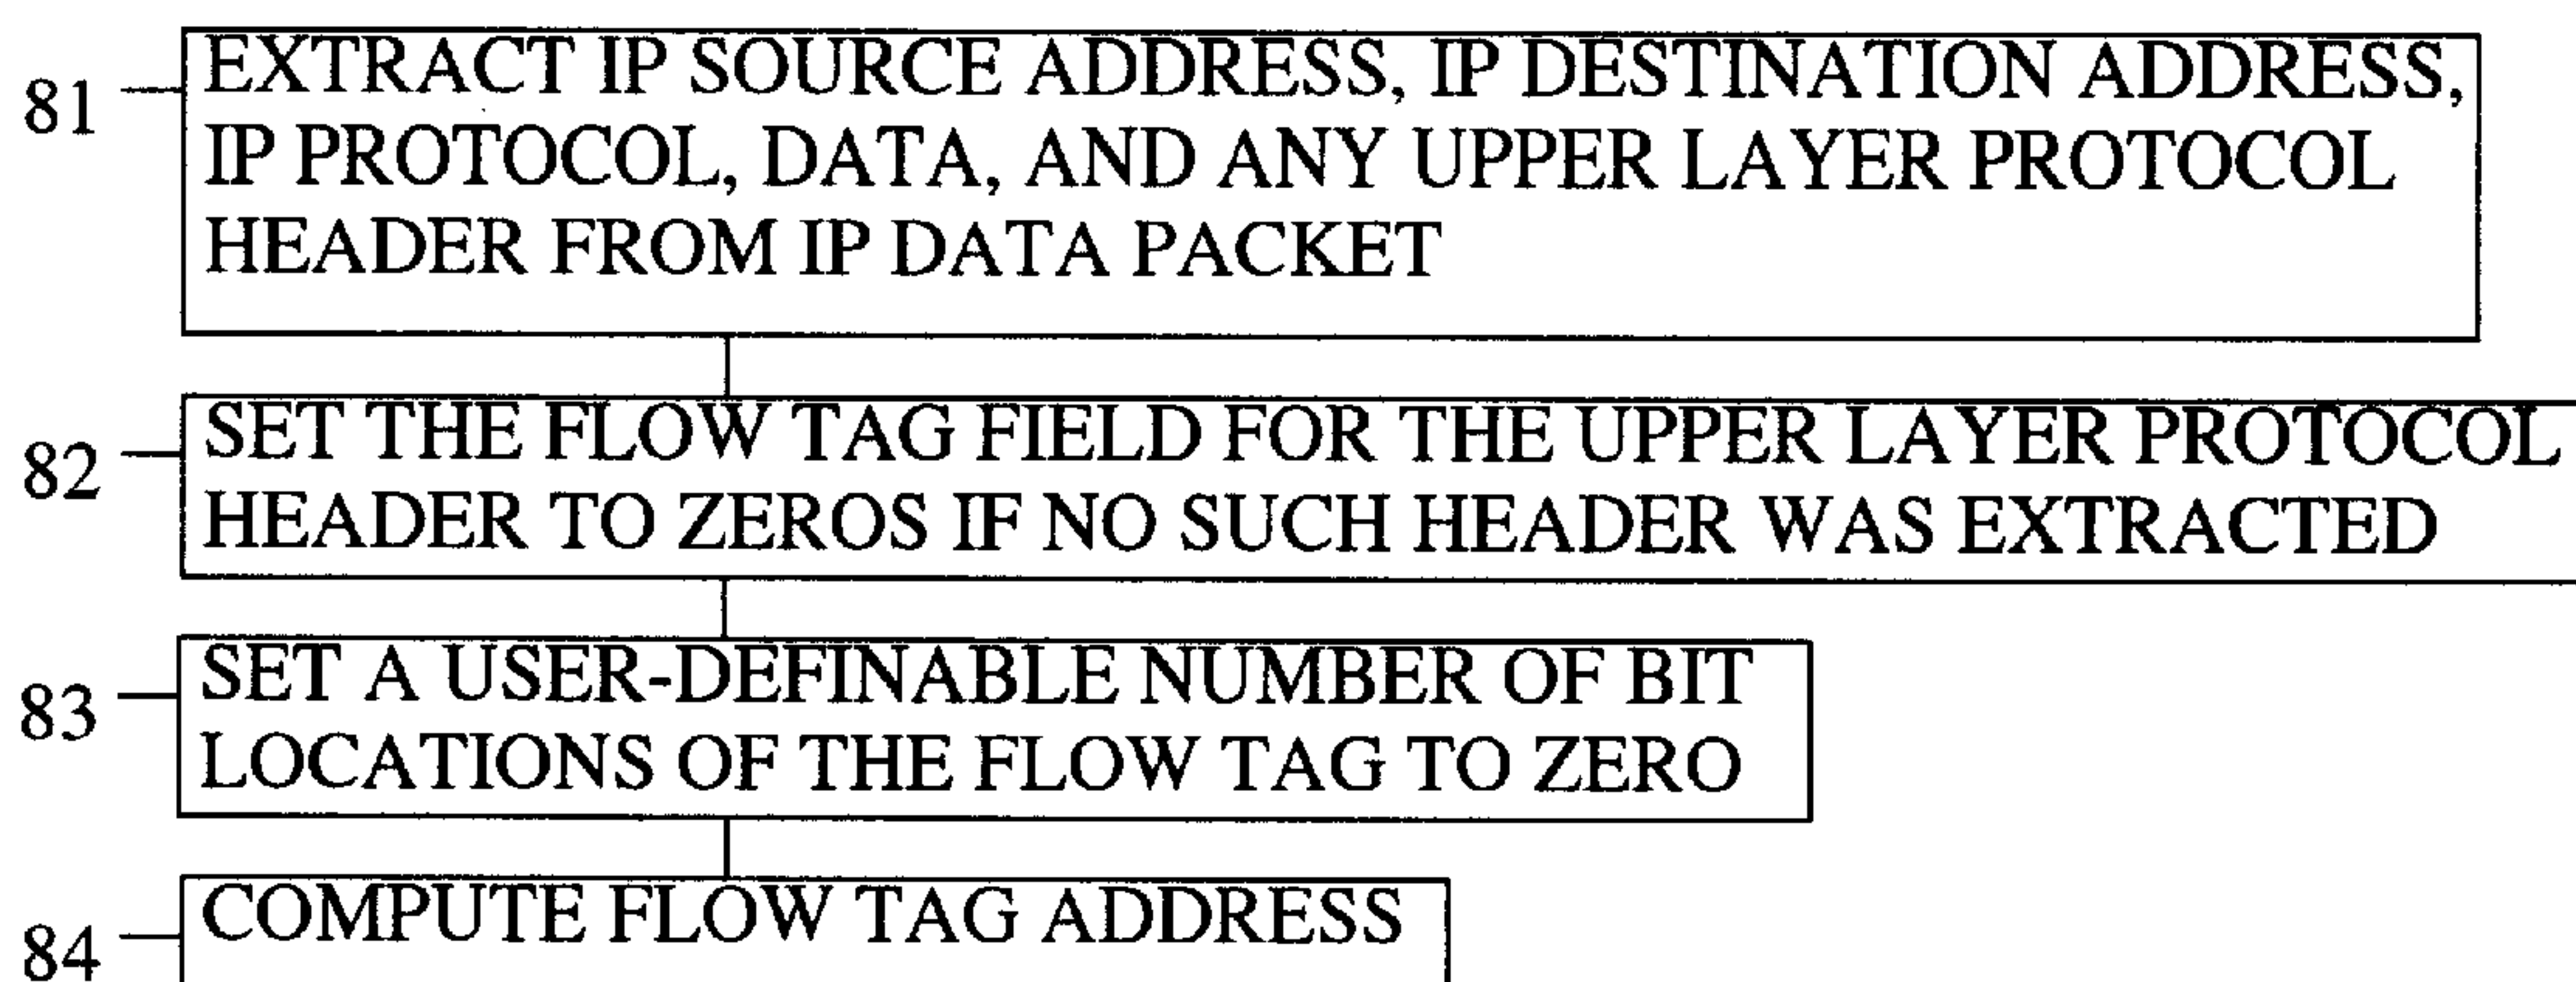 81 EXTRACT IP SOURCE ADDRESS, IP DESTINATION ADDRESS,
IP PROTOCOL, DATA, AND ANY UPPER LAYER PROTOCOL
HEADER FROM IP DATA PACKET
82 SET THE FLOW TAG FIELD FOR THE UPPER LAYER PROTOCOL
HEADER TO ZEROS IF NO SUCH HEADER WAS EXTRACTED
83 SET A USER-DEFINABLE NUMBER OF BIT
LOCATIONS OF THE FLOW TAG TO ZERO
84 COMPUTE FLOW TAG ADDRESS